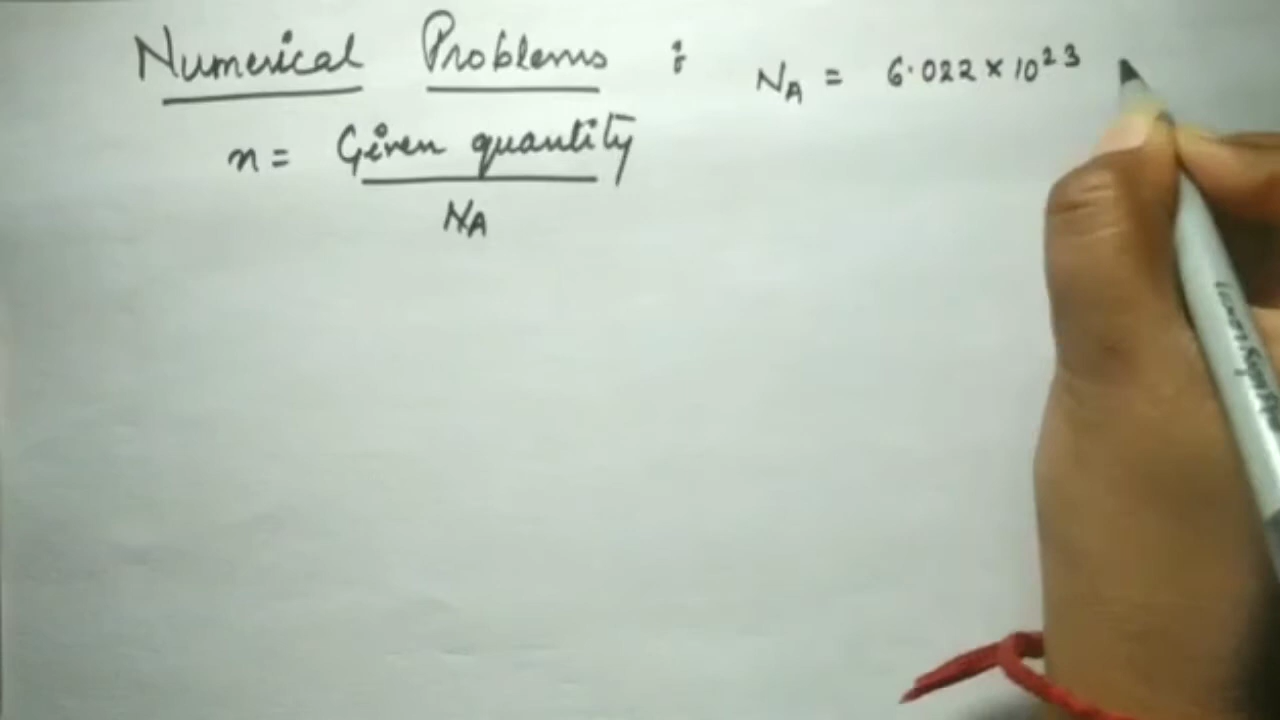 Numerical Problems :
N_A = 6.022 × 10^23
n = Given quantity
N_A